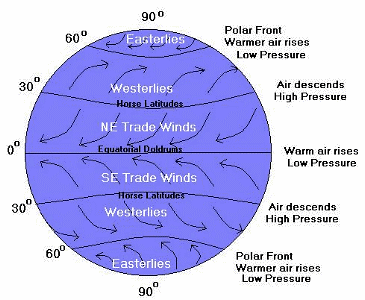 90°
60°
Easterlies
Polar Front
Warmer air rises
Low Pressure
30°
Westerlies
Air descends
High Pressure
Horse Latitudes
NE Trade Winds
0°
Equatorial Doldrums
Warm air rises
Low Pressure
SE Trade Winds
Horse Latitudes
30°
Westerlies
Air descends
High Pressure
60°
Easterlies
Polar Front
Warmer air rises
Low Pressure
90°